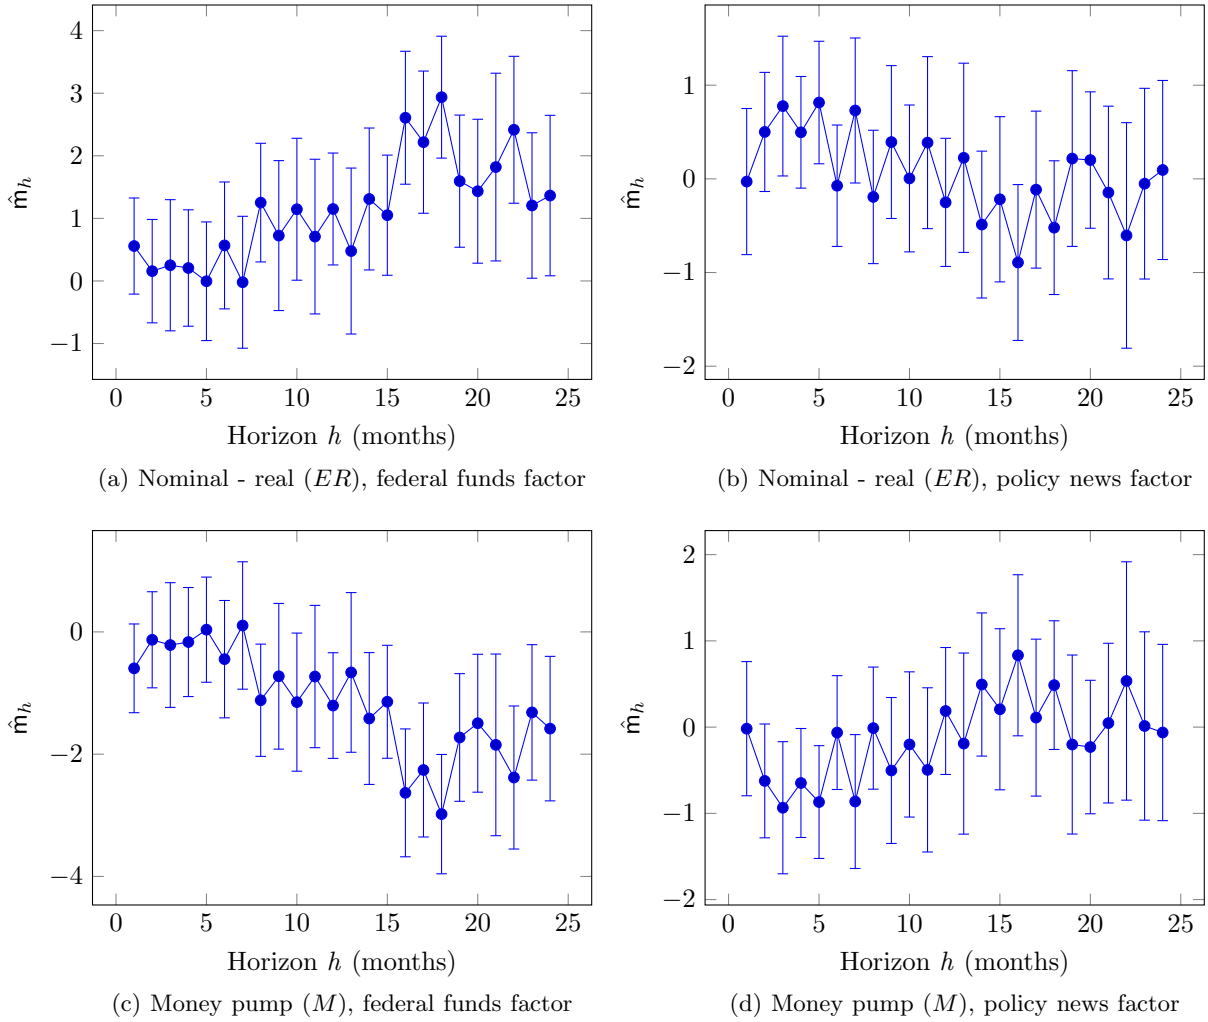 4
3
2
1
0
−1
m̂h
0 5 10 15 20 25
Horizon h (months)
(a) Nominal - real (ER), federal funds factor
1
0
−1
−2
m̂h
0 5 10 15 20 25
Horizon h (months)
(b) Nominal - real (ER), policy news factor
0
−2
−4
m̂h
0 5 10 15 20 25
Horizon h (months)
(c) Money pump (M), federal funds factor
2
1
0
−1
−2
m̂h
0 5 10 15 20 25
Horizon h (months)
(d) Money pump (M), policy news factor